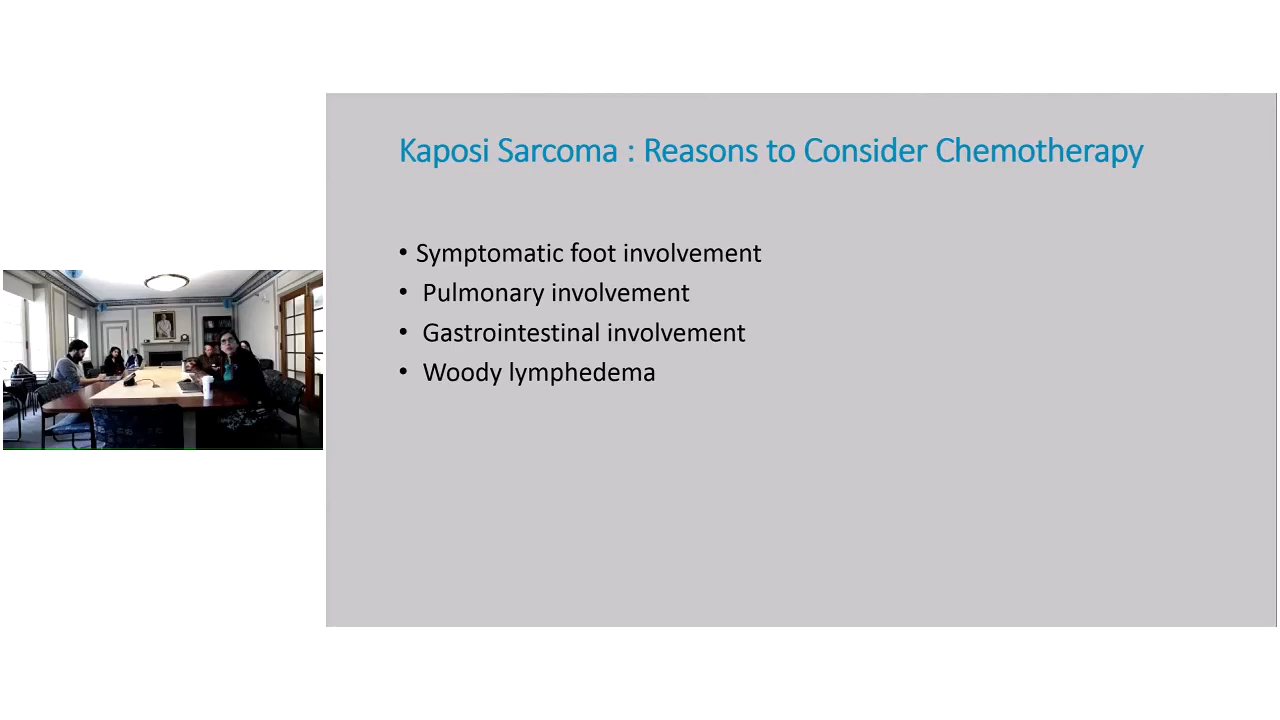 Kaposi Sarcoma : Reasons to Consider Chemotherapy
• Symptomatic foot involvement
• Pulmonary involvement
• Gastrointestinal involvement
• Woody lymphedema